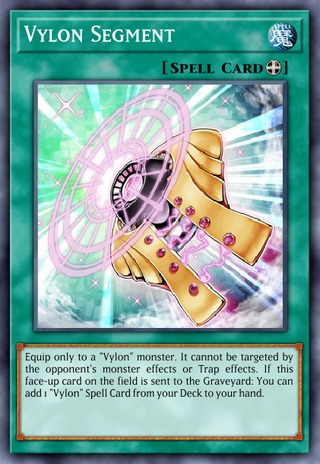 Vylon Segment
魔
[Spell Card]
Equip only to a "Vylon" monster. It cannot be targeted by
the opponent's monster effects or Trap effects. If this
face-up card on the field is sent to the Graveyard: You can
add 1 "Vylon" Spell Card from your Deck to your hand.